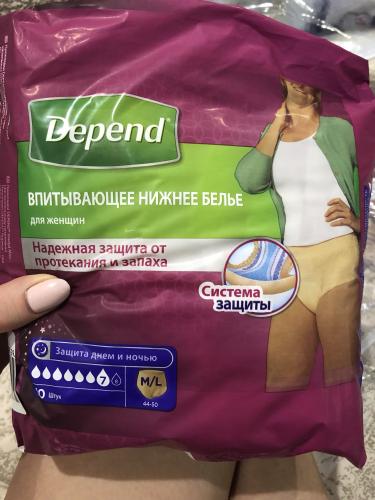 Depend
ВПИТЫВАЮЩЕЕ НИЖНЕЕ БЕЛЬЕ
для женщин
Надежная защита от
протекания и запаха
Система
защиты
Защита днем и ночью
7 8
M/L
Штук
44-50